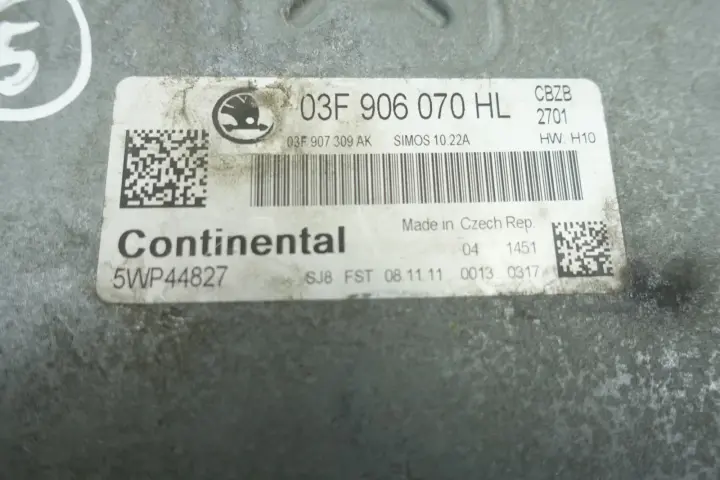 5
03F 906 070 HL
CBZB
2701
03F 907 309 AK SIMOS 10.22A HW: H10
Made in Czech Rep.
Continental
04 1451
5WP44827
SJ8 FST 08.11.11 0013 0317